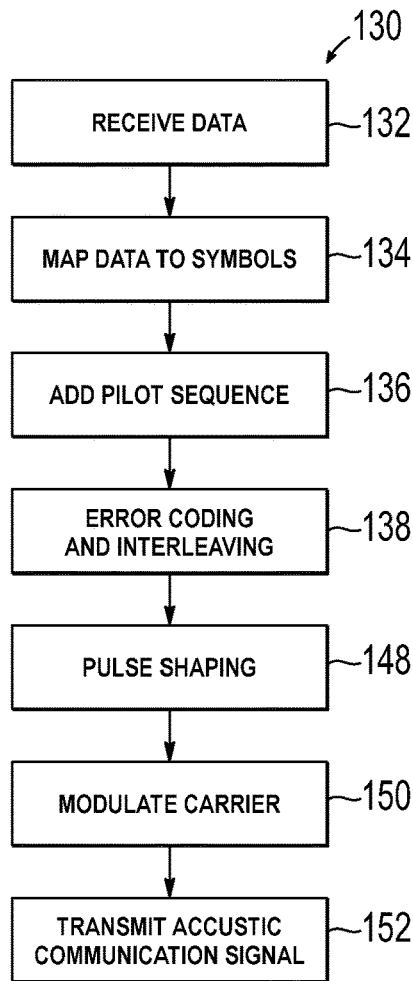 130
RECEIVE DATA
132
MAP DATA TO SYMBOLS
134
ADD PILOT SEQUENCE
136
ERROR CODING
AND INTERLEAVING
138
PULSE SHAPING
148
MODULATE CARRIER
150
TRANSMIT ACCUSTIC
COMMUNICATION SIGNAL
152